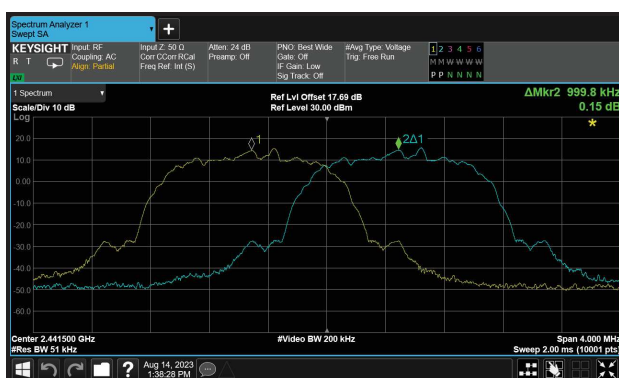 Spectrum Analyzer 1
Swept SA
KEYSIGHT Input: RF Input Z: 50 Ω Atten: 24 dB PNO: Best Wide #Avg Type: Voltage 1 2 3 4 5 6
R T Coupling: AC Corr CCorr RCal Preamp: Off Gate: Off Trig: Free Run M M W W W W
Align: Partial Freq Ref: Int (S) IF Gain: Low P P N N N N
LXI Sig Track: Off
1 Spectrum Ref Lvl Offset 17.69 dB ΔMkr2 999.8 kHz
Scale/Div 10 dB Ref Level 30.00 dBm 0.15 dB
Log
20.0 1 2Δ1
10.0
0.00
-10.0
-20.0
-30.0
-40.0
-50.0
-60.0
Center 2.441500 GHz #Video BW 200 kHz Span 4.000 MHz
#Res BW 51 kHz Sweep 2.00 ms (10001 pts)
? Aug 14, 2023
1:38:28 PM